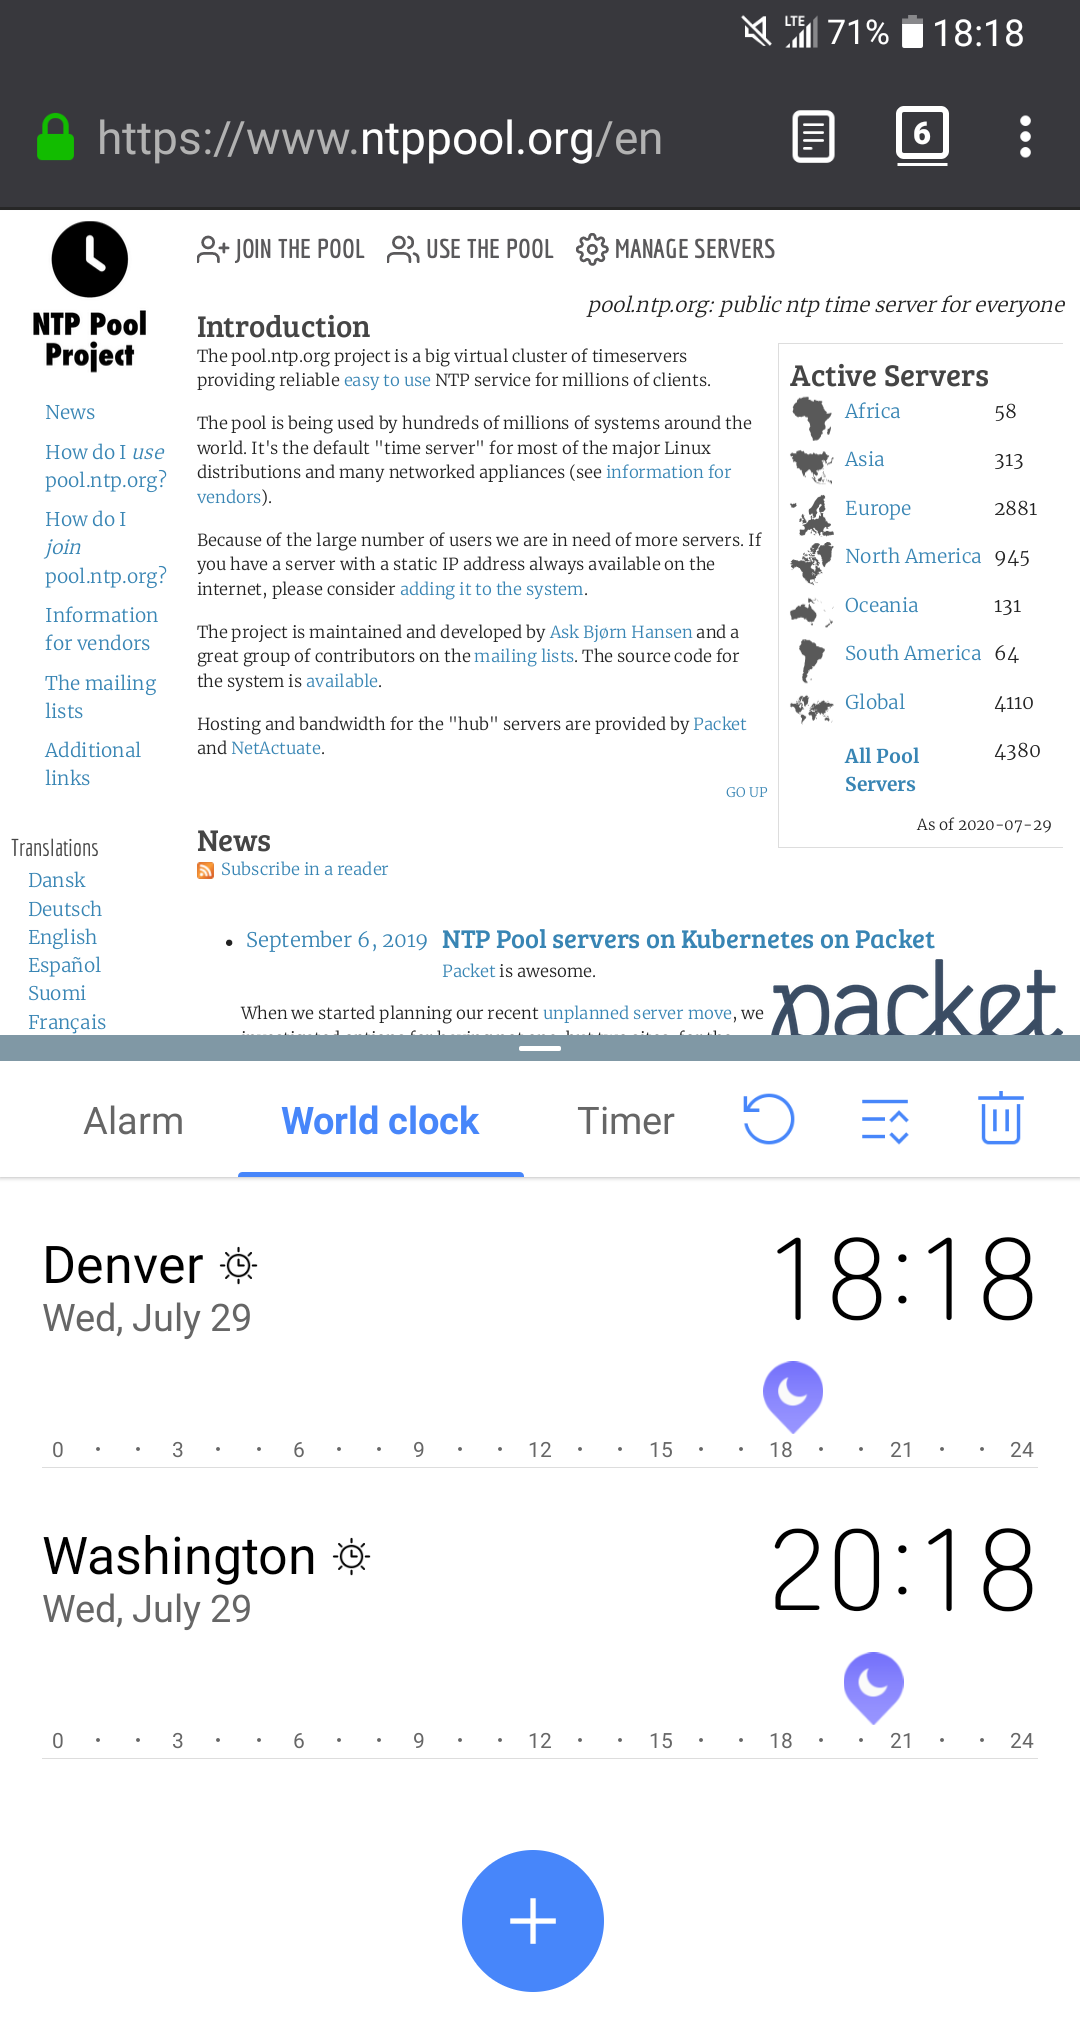 LTE 71% 18:18
https://www.ntppool.org/en
6
NTP Pool
Project
JOIN THE POOL USE THE POOL MANAGE SERVERS
pool.ntp.org: public ntp time server for everyone
News
How do I use
pool.ntp.org?
How do I
join
pool.ntp.org?
Information
for vendors
The mailing
lists
Additional
links
Translations
Dansk
Deutsch
English
Español
Suomi
Français
Introduction
The pool.ntp.org project is a big virtual cluster of timeservers
providing reliable easy to use NTP service for millions of clients.
The pool is being used by hundreds of millions of systems around the
world. It's the default "time server" for most of the major Linux
distributions and many networked appliances (see information for
vendors).
Because of the large number of users we are in need of more servers. If
you have a server with a static IP address always available on the
internet, please consider adding it to the system.
The project is maintained and developed by Ask Bjørn Hansen and a
great group of contributors on the mailing lists. The source code for
the system is available.
Hosting and bandwidth for the "hub" servers are provided by Packet
and NetActuate.
GO UP
Active Servers
Africa 58
Asia 313
Europe 2881
North America 945
Oceania 131
South America 64
Global 4110
All Pool 4380
Servers
As of 2020-07-29
News
Subscribe in a reader
• September 6, 2019 NTP Pool servers on Kubernetes on Packet
Packet is awesome.
packet
When we started planning our recent unplanned server move, we
Alarm World clock Timer
Denver 18:18
Wed, July 29
0 · · 3 · · 6 · · 9 · · 12 · · 15 · · 18 · · 21 · · 24
Washington 20:18
Wed, July 29
0 · · 3 · · 6 · · 9 · · 12 · · 15 · · 18 · · 21 · · 24